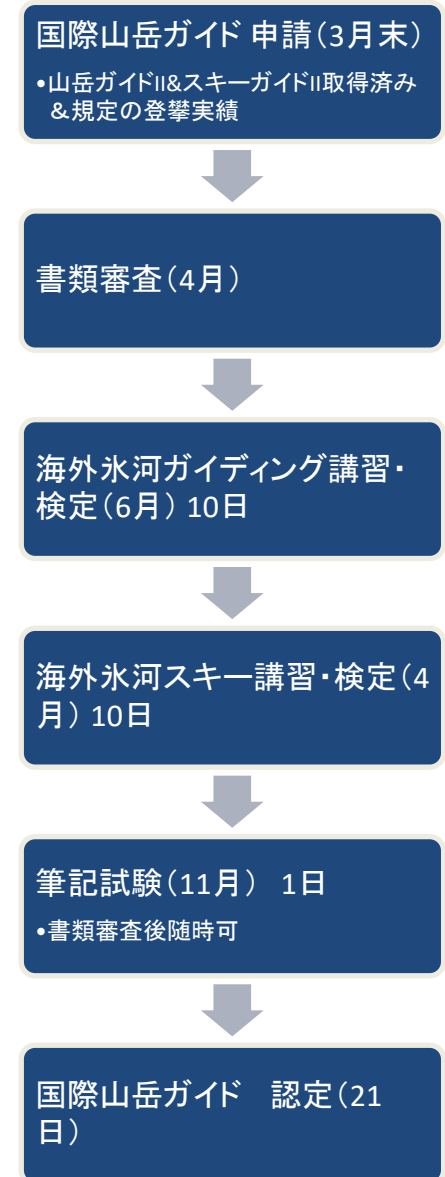 国際山岳ガイド 申請（3月末）
•山岳ガイドII&スキーガイドII取得済み
＆規定の登攀実績
書類審査（4月）
海外氷河ガイディング講習・
検定（6月） 10日
海外氷河スキー講習・検定（4
月） 10日
筆記試験（11月） 1日
•書類審査後随時可
国際山岳ガイド　認定（21
日）